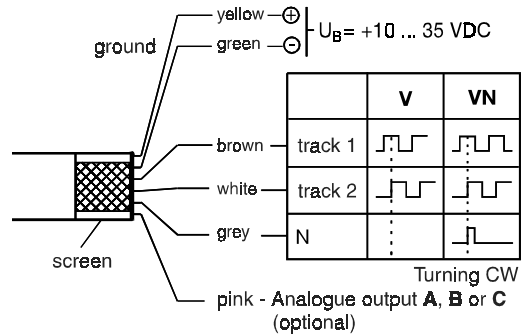 yellow +
ground green - U_B= +10 ... 35 VDC
V VN
brown track 1
white track 2
grey N
screen
Turning CW
pink - Analogue output A, B or C
(optional)